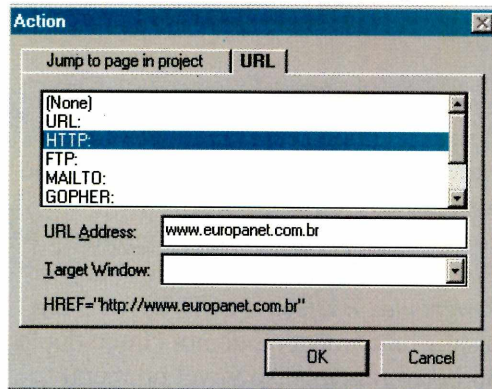 Action
Jump to page in project URL
(None)
URL:
HTTP:
FTP:
MAILTO:
GOPHER:
URL Address: www.europanet.com.br
Target Window:
HREF="http://www.europanet.com.br"
OK Cancel